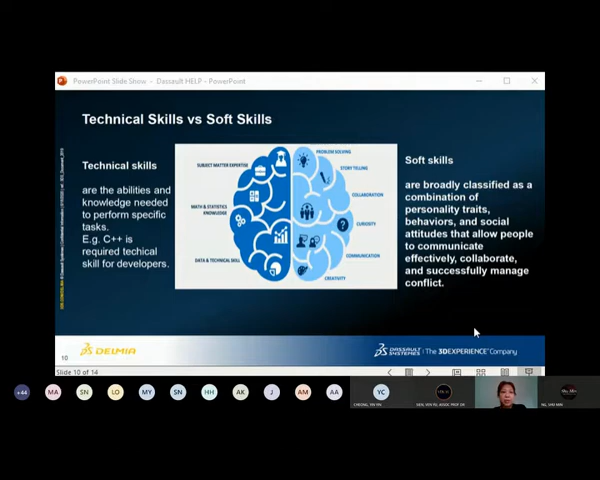 PowerPoint Slide Show - Dassault HELP - PowerPoint
Technical Skills vs Soft Skills
Technical skills
are the abilities and
knowledge needed
to perform specific
tasks.
E.g. C++ is
required techical
skill for developers.
SUBJECT MATTER EXPERTISE
MATH & STATISTICS
KNOWLEDGE
DATA & TECHNICAL SKILL
PROBLEM SOLVING
STORY TELLING
COLLABORATION
CURIOSITY
COMMUNICATION
CREATIVITY
Soft skills
are broadly classified as a
combination of
personality traits,
behaviors, and social
attitudes that allow people
to communicate
effectively, collaborate,
and successfully manage
conflict.
10
DELMIA
DASSAULT SYSTEMES | The 3DEXPERIENCE Company
Slide 10 of 14
+44 MA SN LO MY SN HH AK J AM AA YC